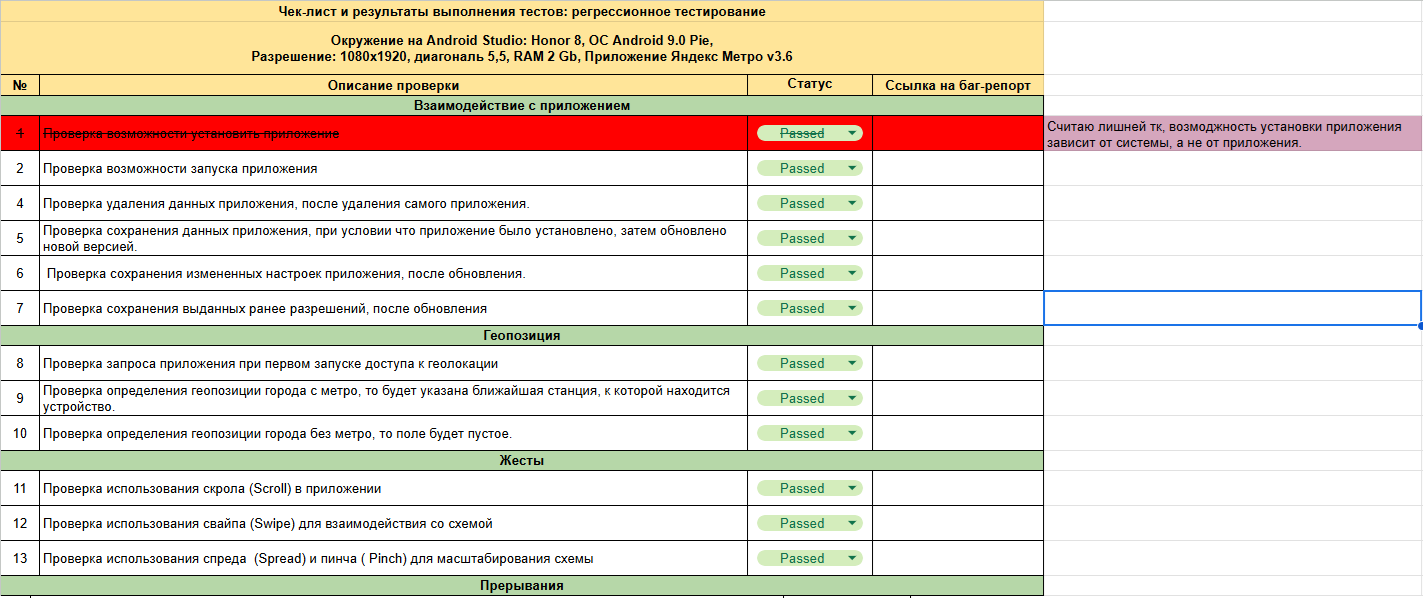 Чек-лист и результаты выполнения тестов: регрессионное тестирование
Окружение на Android Studio: Honor 8, ОС Android 9.0 Pie,
Разрешение: 1080x1920, диагональ 5,5, RAM 2 Gb, Приложение Яндекс Метро v3.6
№ Описание проверки Статус Ссылка на баг-репорт
Взаимодействие с приложением
1 Проверка возможности установить приложение Passed
Считаю лишней тк, возмоджность установки приложения
зависит от системы, а не от приложения.
2 Проверка возможности запуска приложения Passed
4 Проверка удаления данных приложения, после удаления самого приложения. Passed
5 Проверка сохранения данных приложения, при условии что приложение было установлено, затем обновлено
новой версией. Passed
6 Проверка сохранения измененных настроек приложения, после обновления. Passed
7 Проверка сохранения выданных ранее разрешений, после обновления Passed
Геопозиция
8 Проверка запроса приложения при первом запуске доступа к геолокации Passed
9 Проверка определения геопозиции города с метро, то будет указана ближайшая станция, к которой находится
устройство. Passed
10 Проверка определения геопозиции города без метро, то поле будет пустое. Passed
Жесты
11 Проверка использования скрола (Scroll) в приложении Passed
12 Проверка использования свайпа (Swipe) для взаимодействия со схемой Passed
13 Проверка использования спреда (Spread) и пинча ( Pinch) для масштабирования схемы Passed
Прерывания